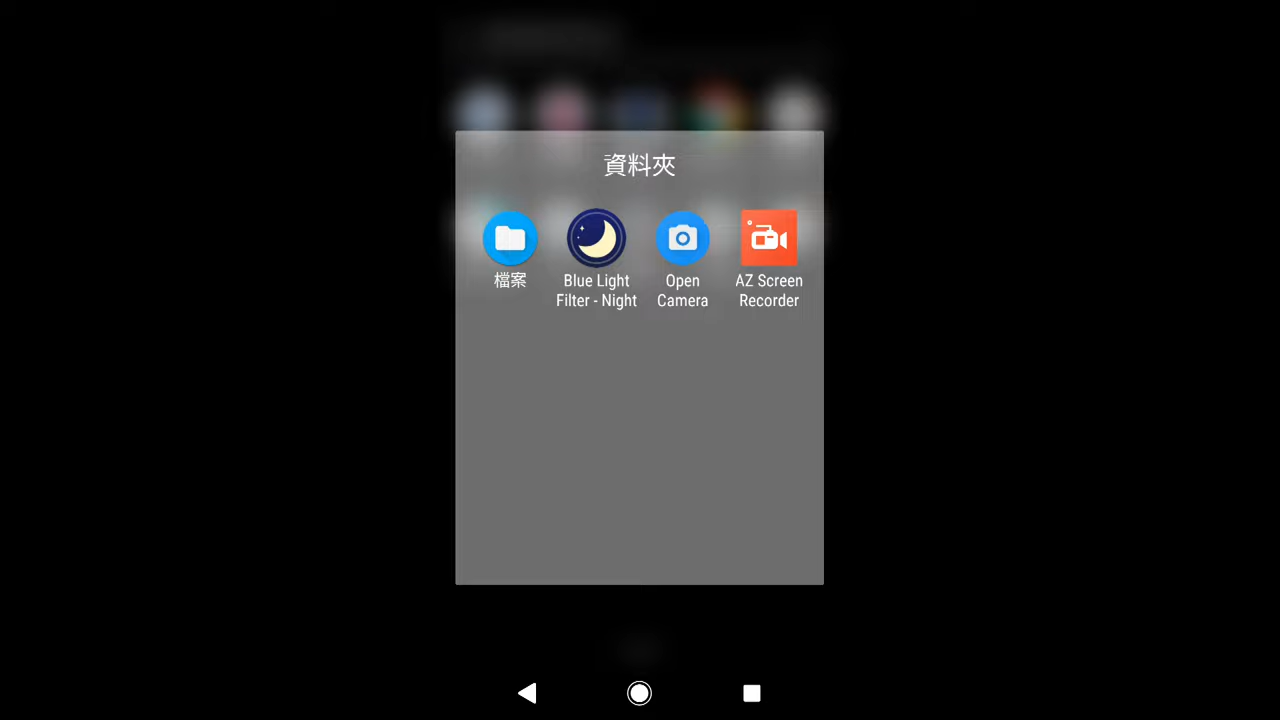 資料夾
檔案
Blue Light
Filter - Night
Open
Camera
AZ Screen
Recorder